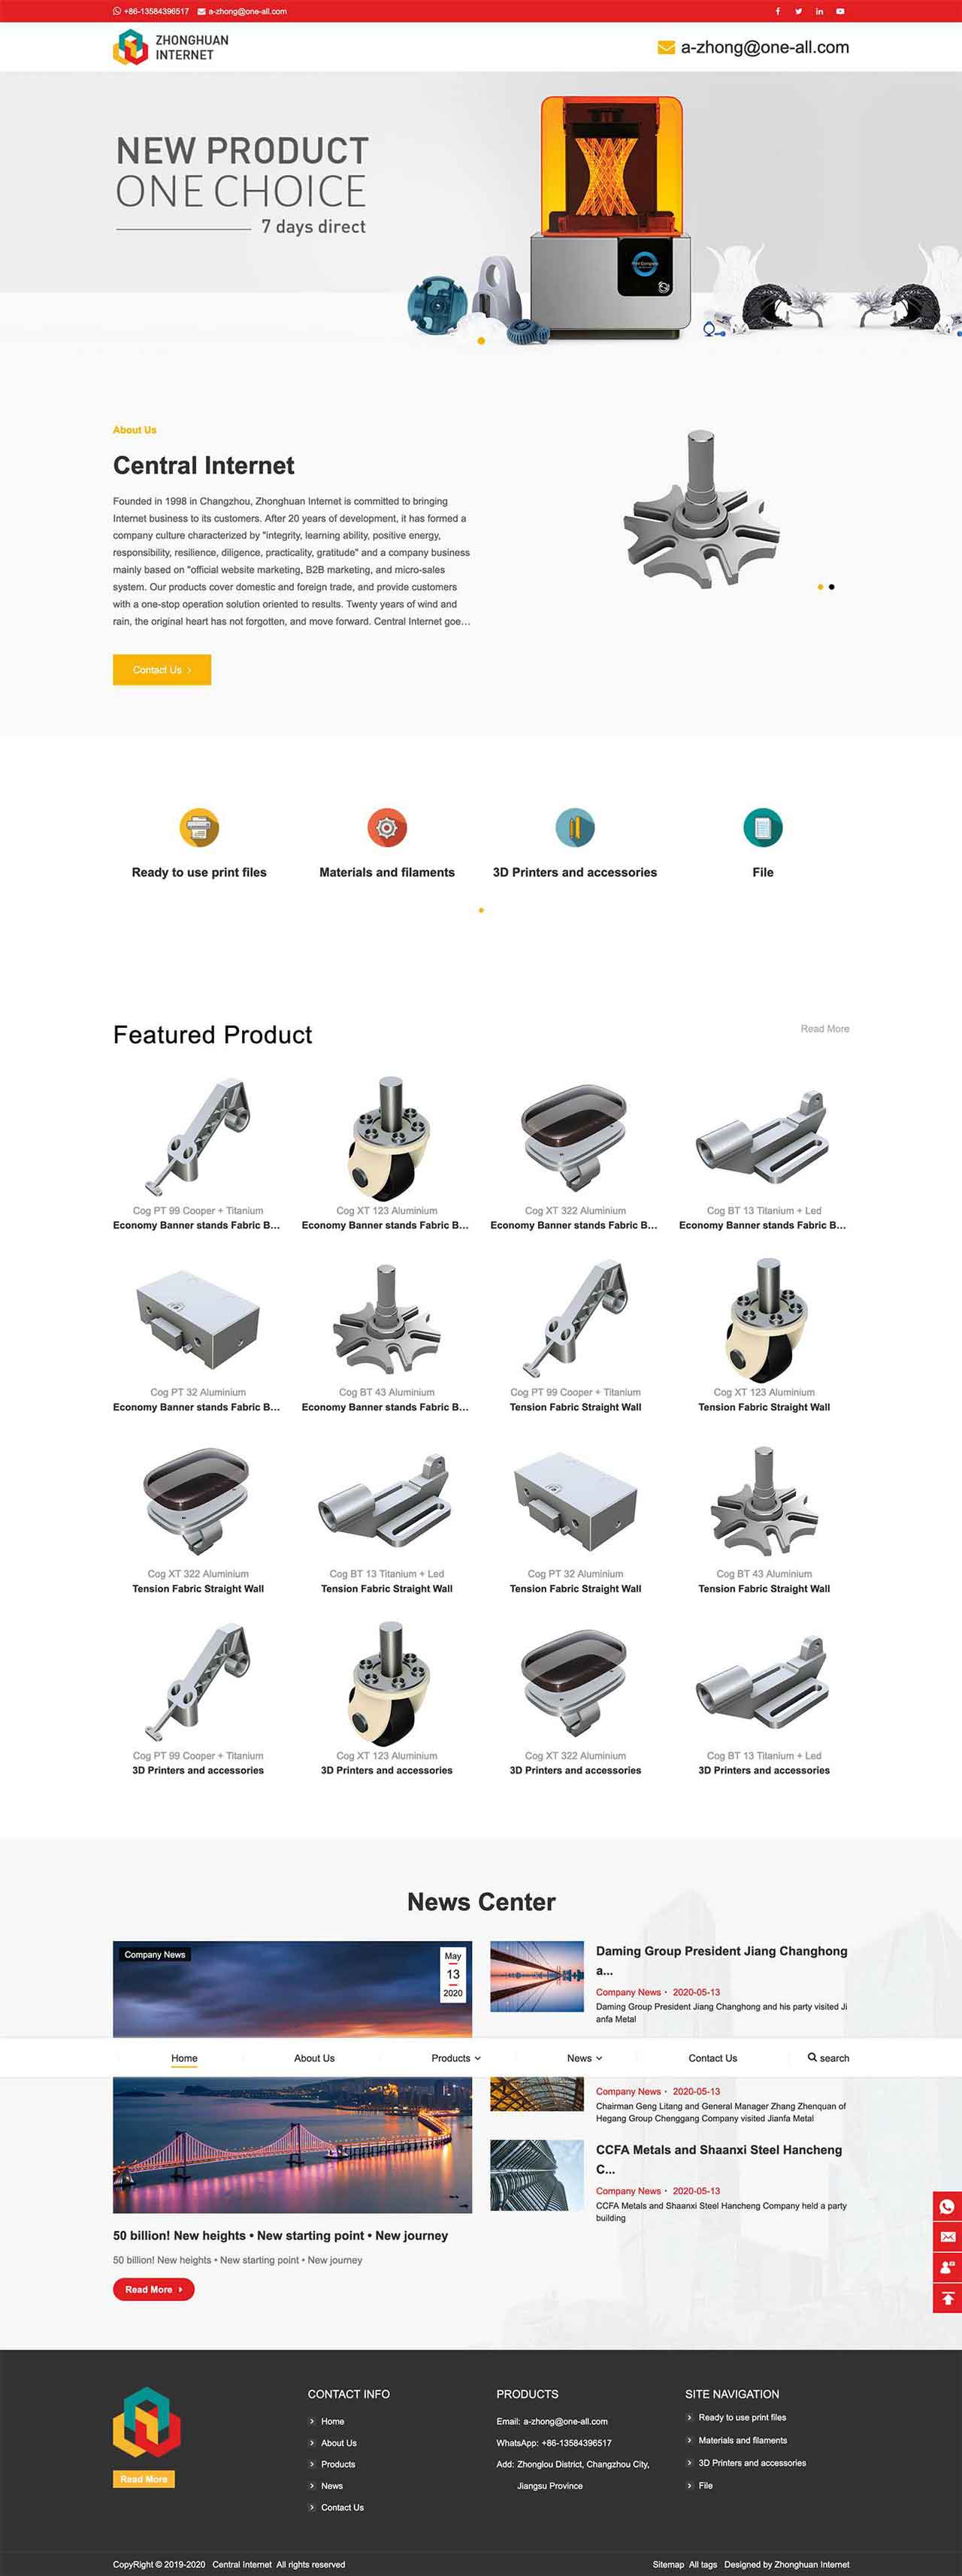 +86-13584396517 a-zhong@one-all.com
ZHONGHUAN
INTERNET
a-zhong@one-all.com
NEW PRODUCT
ONE CHOICE
7 days direct
About Us
Central Internet
Founded in 1998 in Changzhou, Zhonghuan Internet is committed to bringing
Internet business to its customers. After 20 years of development, it has formed a
company culture characterized by "integrity, learning ability, positive energy,
responsibility, resilience, diligence, practicality, gratitude" and a company business
mainly based on "official website marketing, B2B marketing, and micro-sales
system. Our products cover domestic and foreign trade, and provide customers
with a one-stop operation solution oriented to results. Twenty years of wind and
rain, the original heart has not forgotten, and move forward. Central Internet goe...
Contact Us >
Ready to use print files
Materials and filaments
3D Printers and accessories
File
Featured Product
Read More
Cog PT 99 Cooper + Titanium
Economy Banner stands Fabric B...
Cog XT 123 Aluminium
Economy Banner stands Fabric B...
Cog XT 322 Aluminium
Economy Banner stands Fabric B...
Cog BT 13 Titanium + Led
Economy Banner stands Fabric B...
Cog PT 32 Aluminium
Economy Banner stands Fabric B...
Cog BT 43 Aluminium
Economy Banner stands Fabric B...
Cog PT 99 Cooper + Titanium
Tension Fabric Straight Wall
Cog XT 123 Aluminium
Tension Fabric Straight Wall
Cog XT 322 Aluminium
Tension Fabric Straight Wall
Cog BT 13 Titanium + Led
Tension Fabric Straight Wall
Cog PT 32 Aluminium
Tension Fabric Straight Wall
Cog BT 43 Aluminium
Tension Fabric Straight Wall
Cog PT 99 Cooper + Titanium
3D Printers and accessories
Cog XT 123 Aluminium
3D Printers and accessories
Cog XT 322 Aluminium
3D Printers and accessories
Cog BT 13 Titanium + Led
3D Printers and accessories
News Center
Company News
May
13
2020
Daming Group President Jiang Changhong
a...
Company News · 2020-05-13
Daming Group President Jiang Changhong and his party visited Ji
anfa Metal
Home
About Us
Products
News
Contact Us
search
Company News · 2020-05-13
Chairman Geng Litang and General Manager Zhang Zhenquan of
Hegang Group Chenggang Company visited Jianfa Metal
CCFA Metals and Shaanxi Steel Hancheng
C...
Company News · 2020-05-13
CCFA Metals and Shaanxi Steel Hancheng Company held a party
building
50 billion! New heights • New starting point • New journey
50 billion! New heights • New starting point • New journey
Read More
Read More
CONTACT INFO
Home
About Us
Products
News
Contact Us
PRODUCTS
Email: a-zhong@one-all.com
WhatsApp: +86-13584396517
Add: Zhonglou District, Changzhou City,
Jiangsu Province
SITE NAVIGATION
Ready to use print files
Materials and filaments
3D Printers and accessories
File
CopyRight © 2019-2020 Central Internet All rights reserved
Sitemap All tags Designed by Zhonghuan Internet